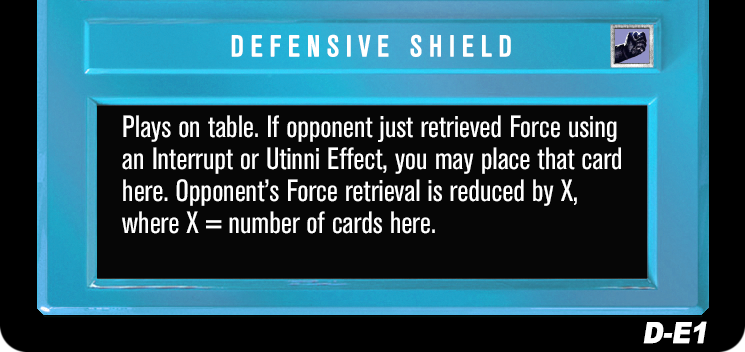 DEFENSIVE SHIELD
Plays on table. If opponent just retrieved Force using
an Interrupt or Utinni Effect, you may place that card
here. Opponent's Force retrieval is reduced by X,
where X = number of cards here.
D-E1